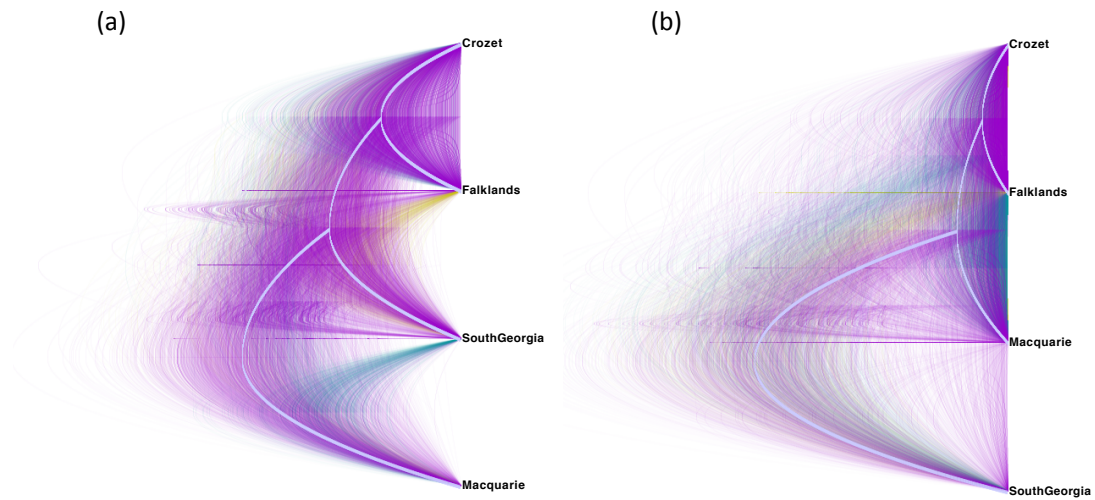 (a)
Crozet
Falklands
SouthGeorgia
Macquarie
(b)
Crozet
Falklands
Macquarie
SouthGeorgia